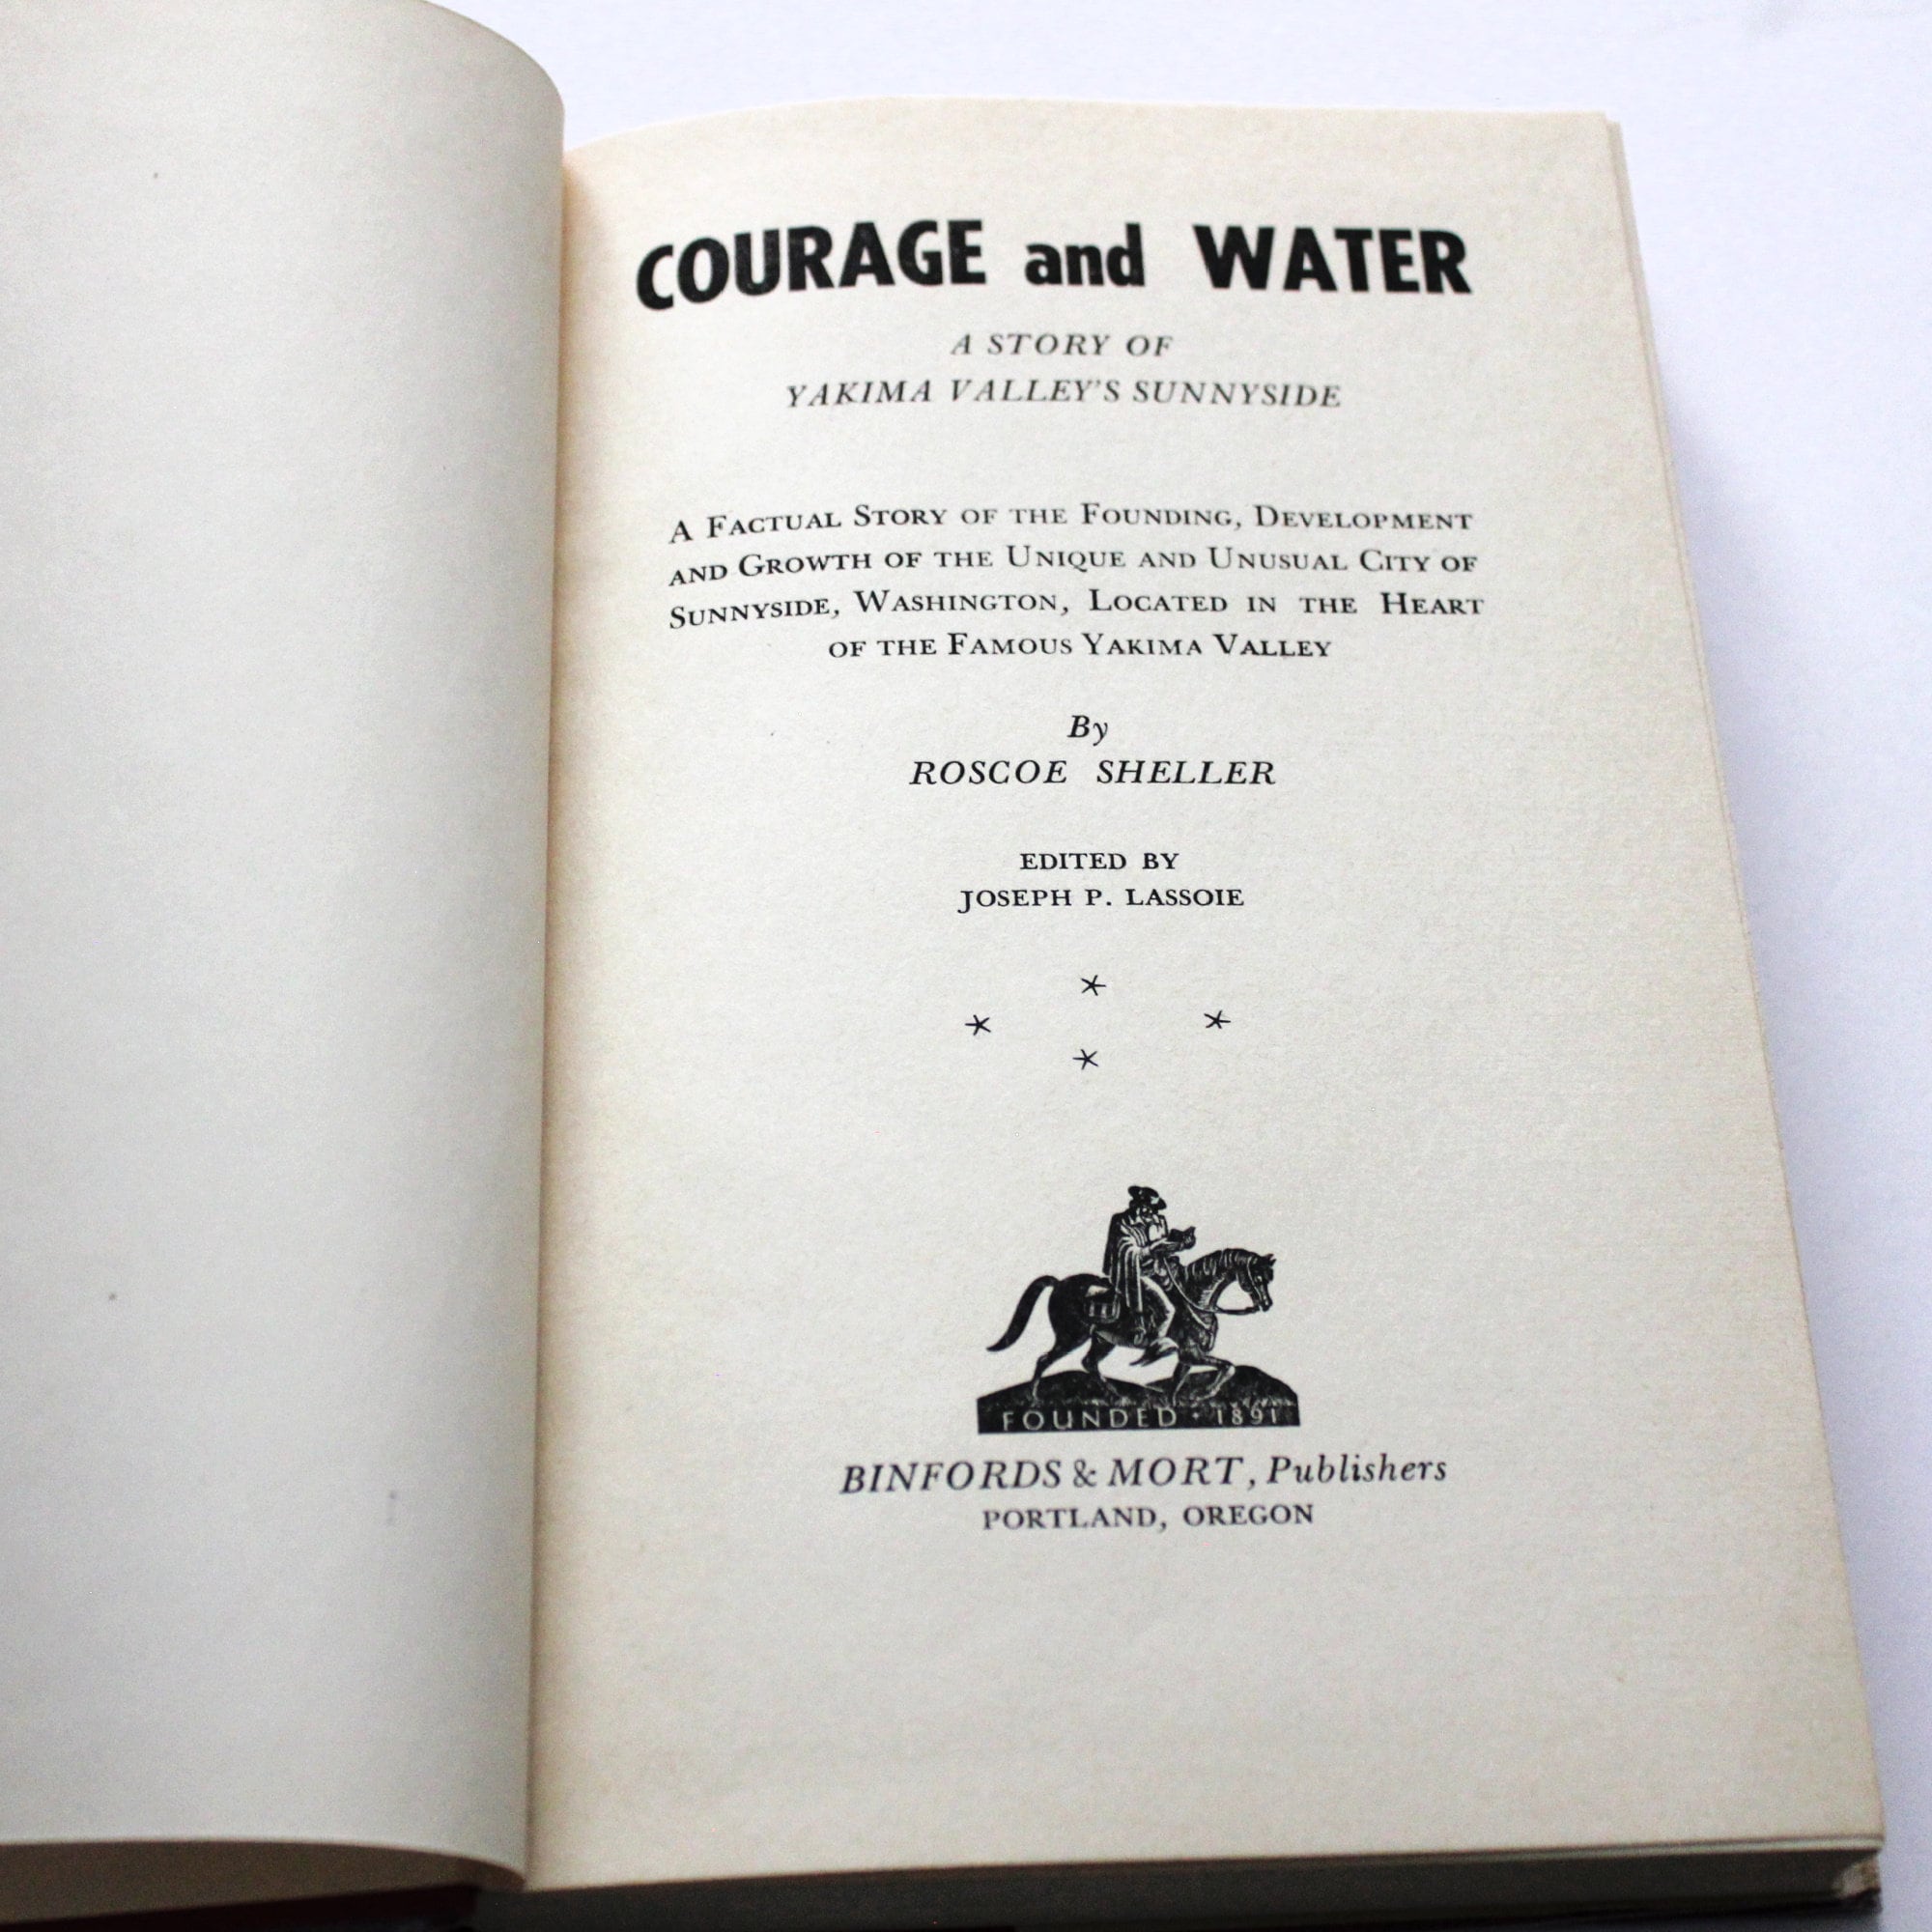 COURAGE and WATER
A STORY OF
YAKIMA VALLEY'S SUNNYSIDE
A FACTUAL STORY OF THE FOUNDING, DEVELOPMENT
AND GROWTH OF THE UNIQUE AND UNUSUAL CITY OF
SUNNYSIDE, WASHINGTON, LOCATED IN THE HEART
OF THE FAMOUS YAKIMA VALLEY
By
ROSCOE SHELLER
EDITED BY
JOSEPH P. LASSOIE
*
* *
*
FOUNDED · 1891
BINFORDS & MORT, Publishers
PORTLAND, OREGON